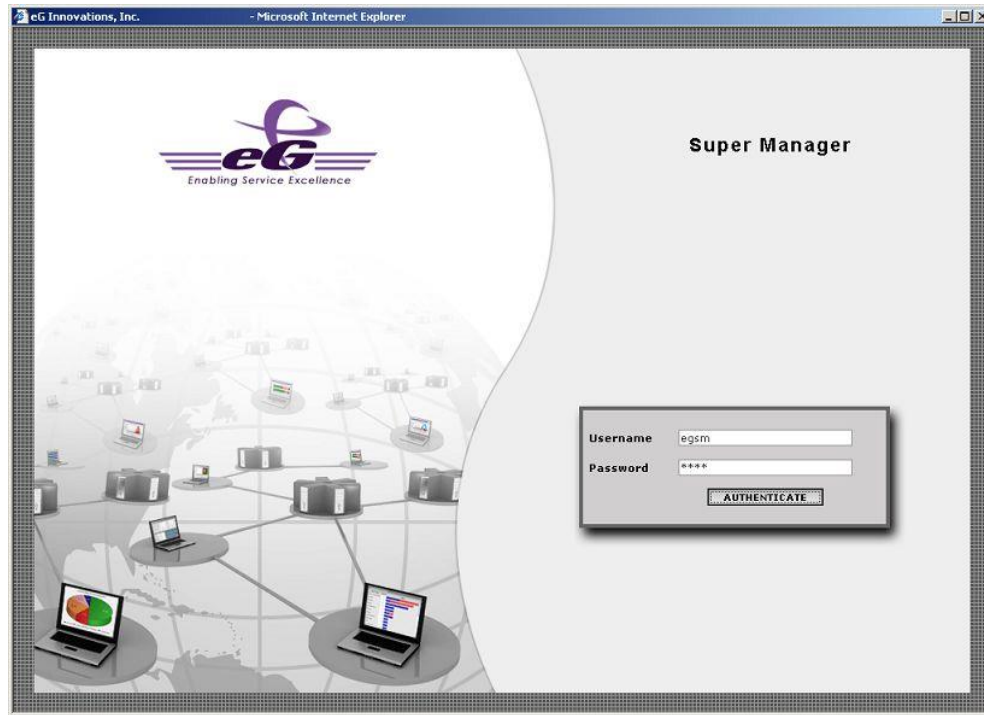 eG Innovations, Inc. - Microsoft Internet Explorer
eG
Enabling Service Excellence
Super Manager
Username egsm
Password ****
AUTHENTICATE